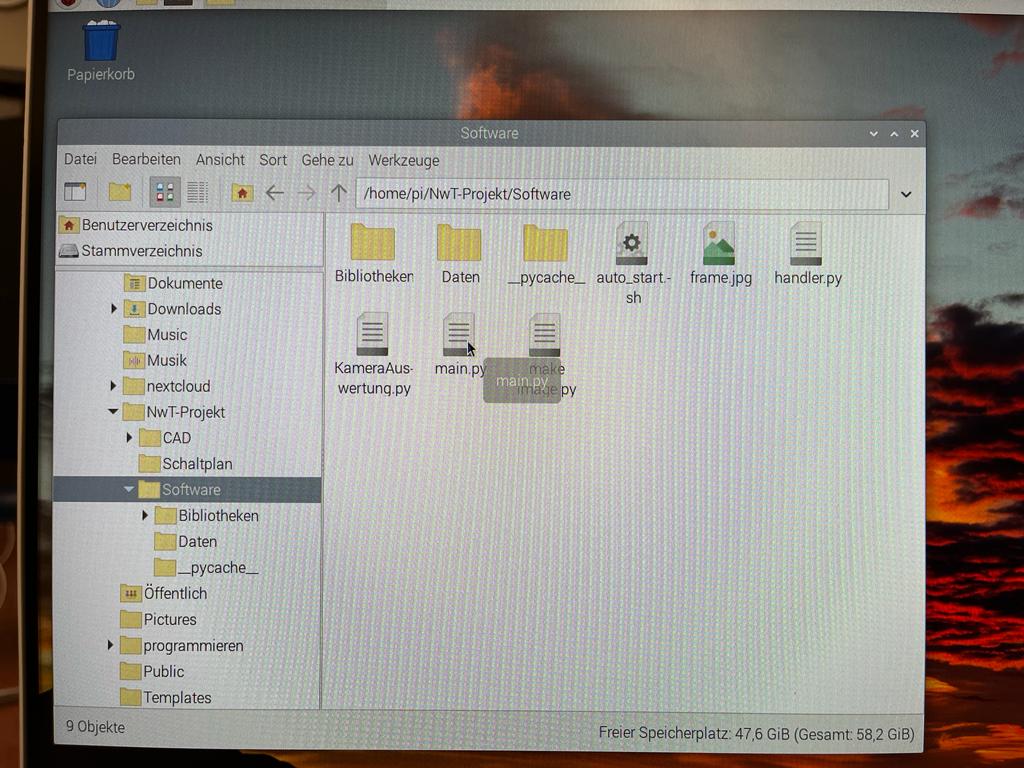 Papierkorb
Software
Datei Bearbeiten Ansicht Sort Gehe zu Werkzeuge
/home/pi/NwT-Projekt/Software
Benutzerverzeichnis
Stammverzeichnis
Dokumente
Downloads
Music
Musik
nextcloud
NwT-Projekt
CAD
Schaltplan
Software
Bibliotheken
Daten
__pycache__
Öffentlich
Pictures
programmieren
Public
Templates
Bibliotheken
Daten
__pycache__
auto_start.-
sh
frame.jpg
handler.py
KameraAus-
wertung.py
main.py
make
image.py
main.py
9 Objekte
Freier Speicherplatz: 47,6 GiB (Gesamt: 58,2 GiB)